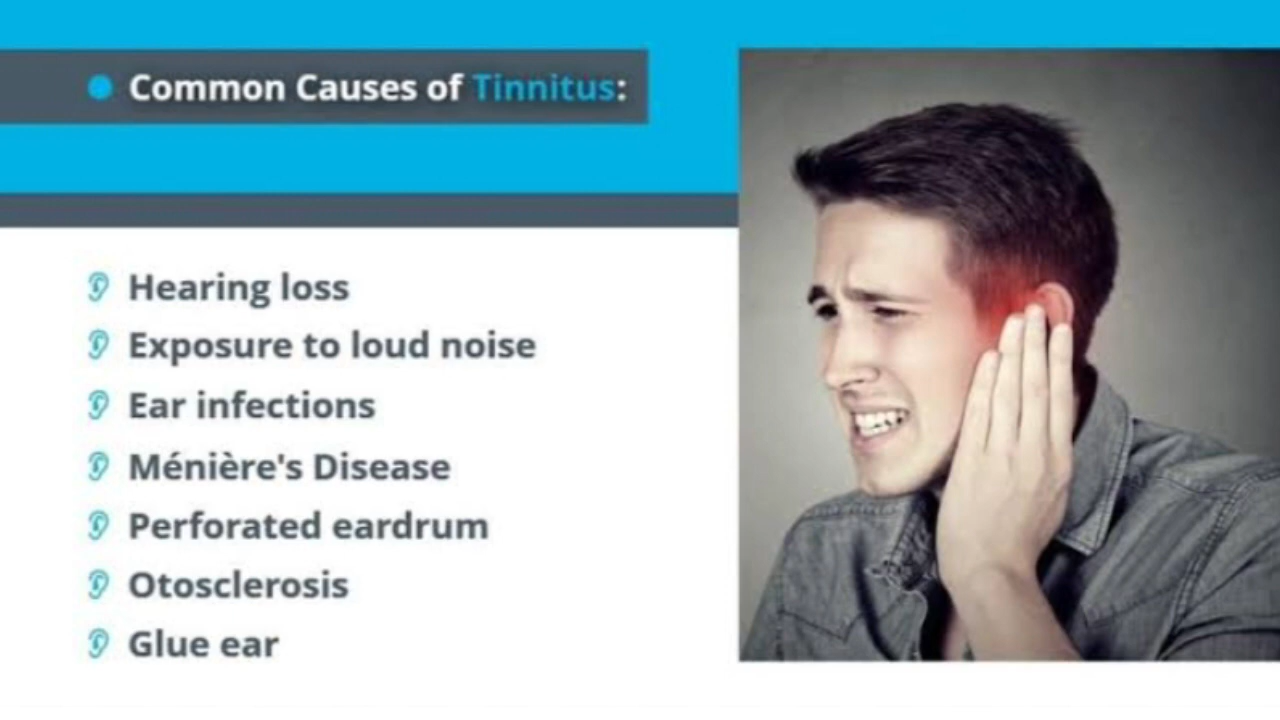 Common Causes of Tinnitus:
Hearing loss
Exposure to loud noise
Ear infections
Ménière's Disease
Perforated eardrum
Otosclerosis
Glue ear